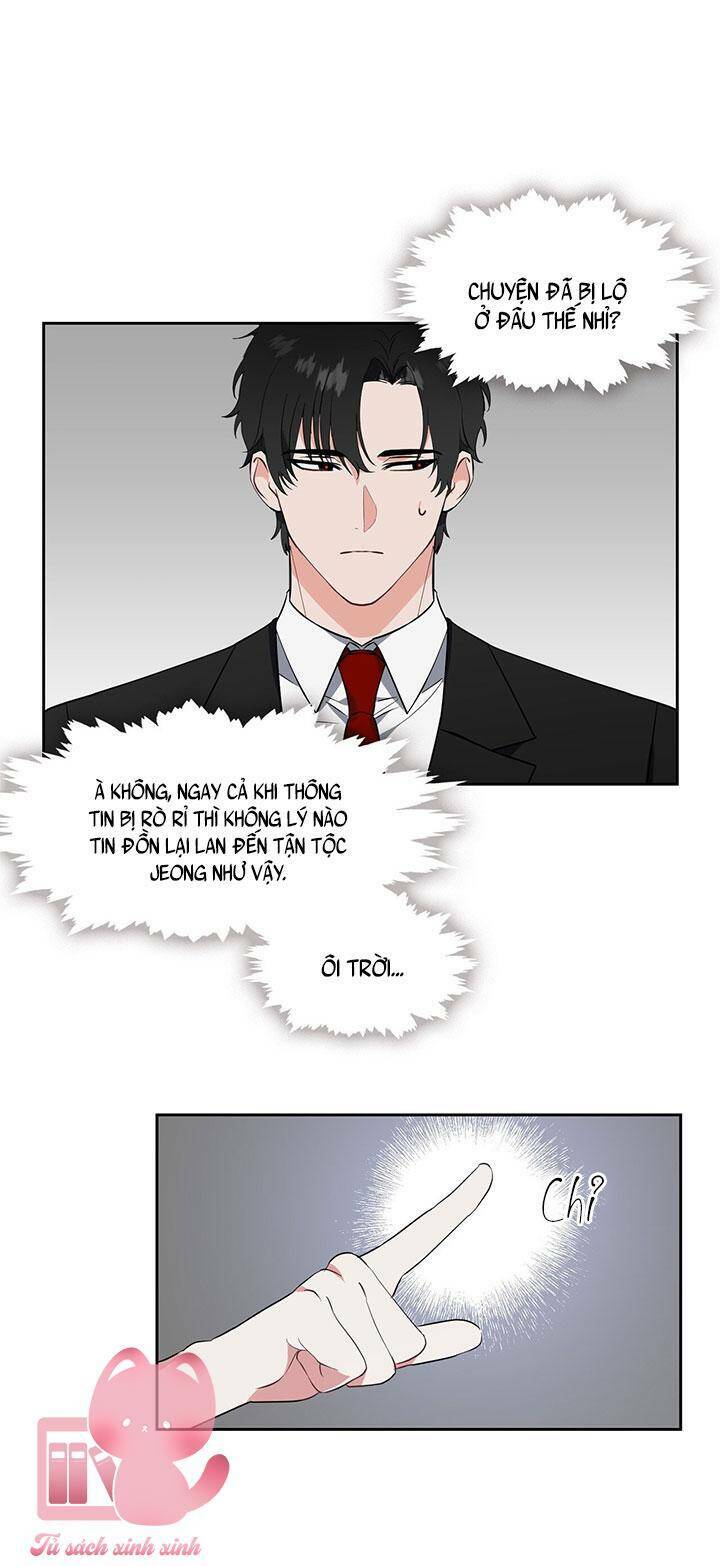 CHUYỆN ĐÃ BỊ LỘ
Ở ĐÂU THẾ NHỈ?
À KHÔNG, NGAY CẢ KHI THÔNG
TIN BỊ RÒ RỈ THÌ KHÔNG LÝ NÀO
TIN ĐỒN LẠI LAN ĐẾN TẬN TỘC
JEONG NHƯ VẬY.
ÔI TRỜI...
Chỉ
Tủ sách xinh xinh